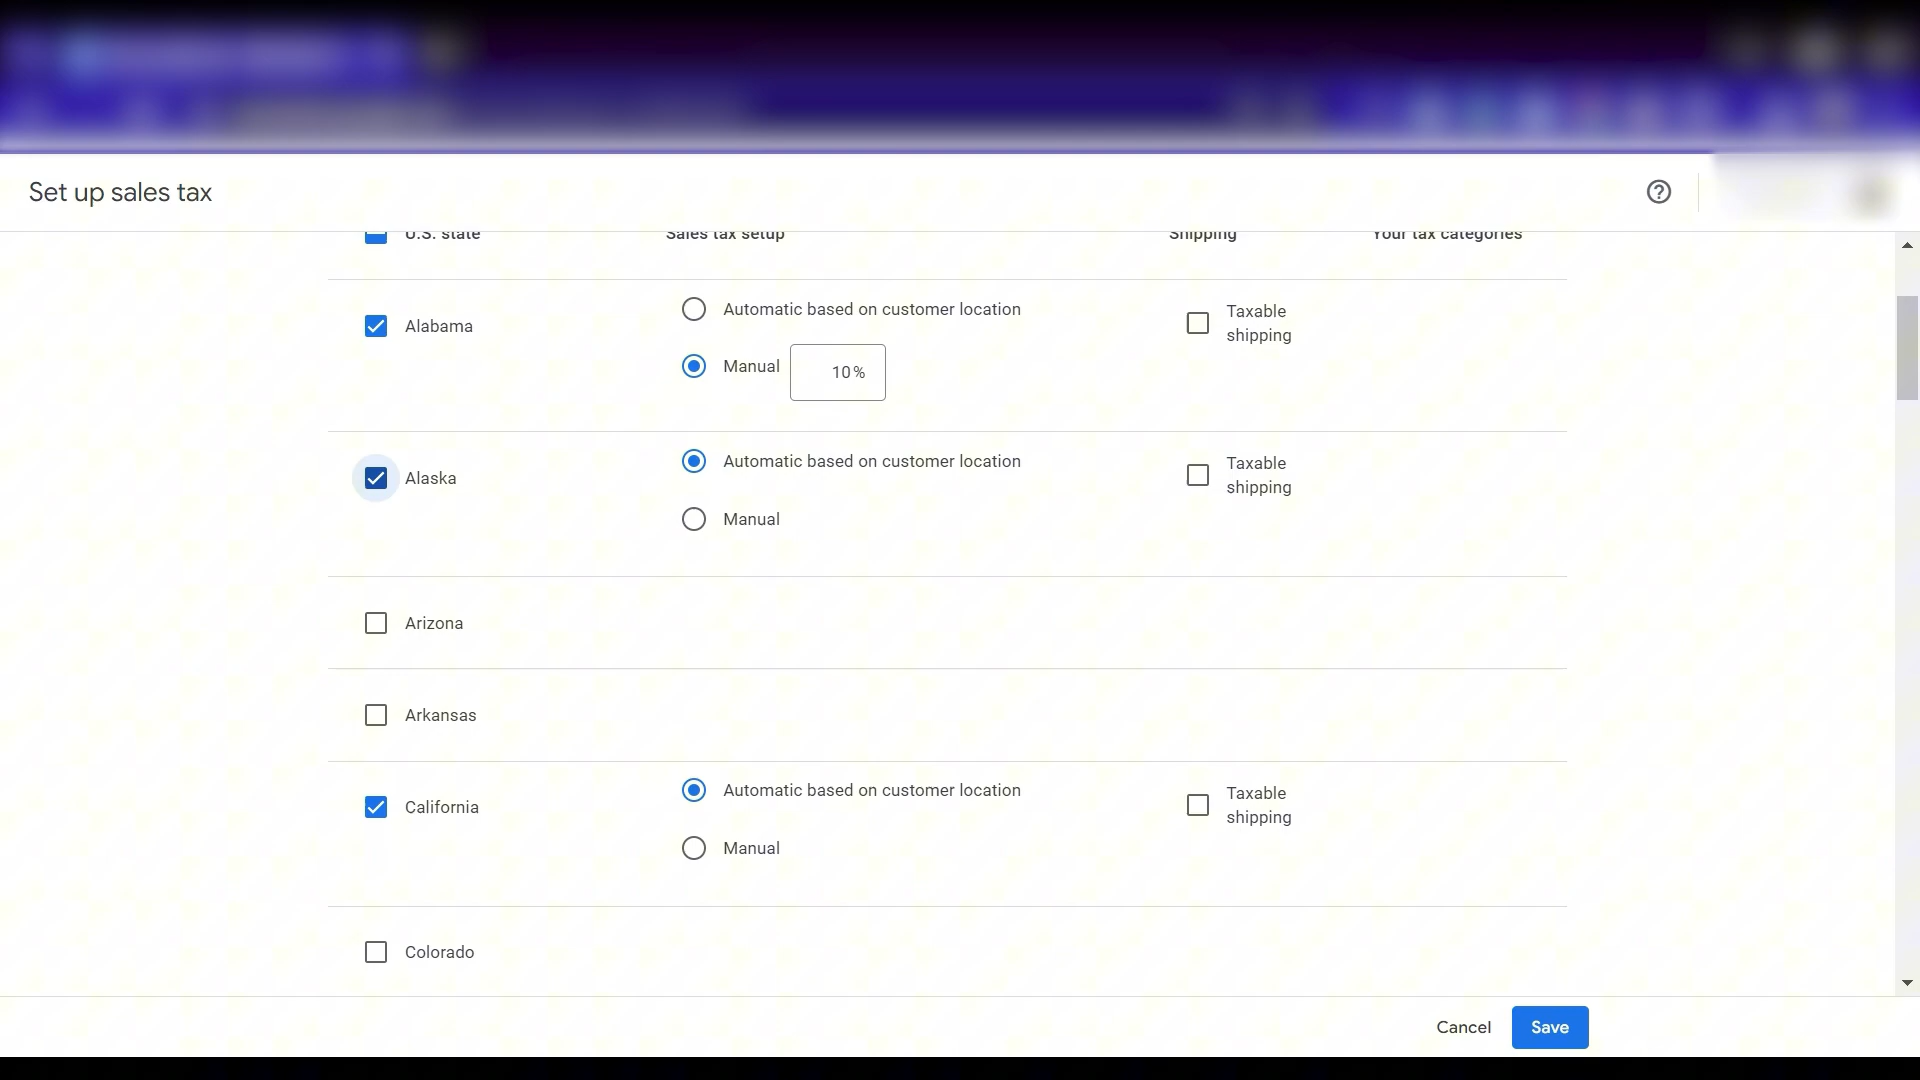 Set up sales tax
U.S. state Sales tax setup Shipping Your tax categories
Alabama
Automatic based on customer location
Manual 10%
Taxable
shipping
Alaska
Automatic based on customer location
Manual
Taxable
shipping
Arizona
Arkansas
California
Automatic based on customer location
Manual
Taxable
shipping
Colorado
Cancel Save